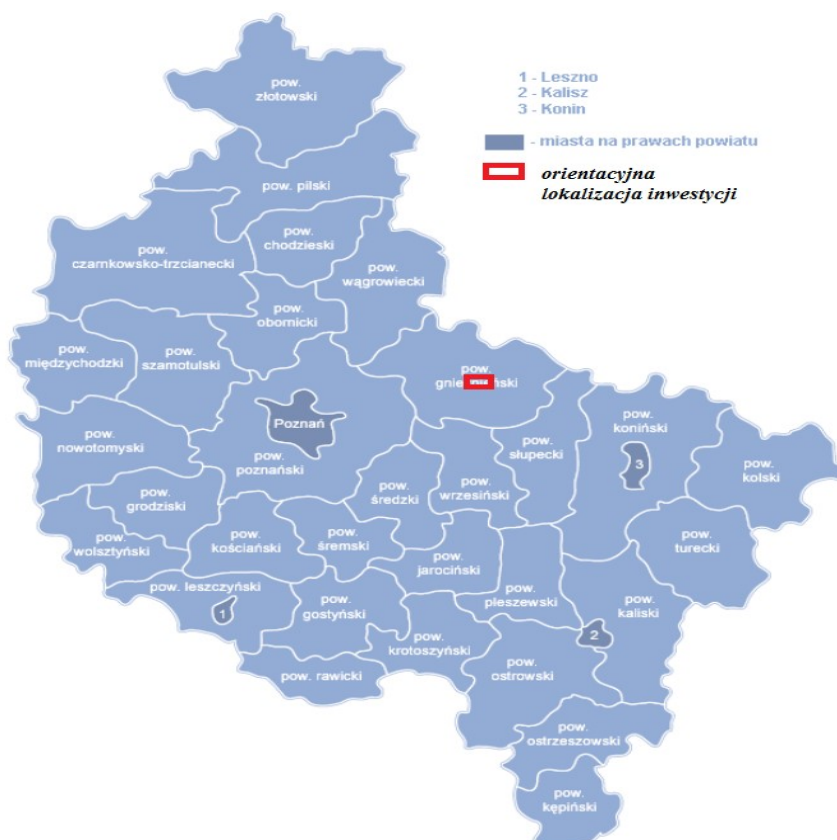 pow.
złotowski
1 - Leszno
2 - Kalisz
3 - Konin
- miasta na prawach powiatu
orientacyjna
lokalizacja inwestycji
pow. pilski
pow.
chodzieski
pow.
czarnkowsko-trzcianecki
pow.
wągrowiecki
pow.
obornicki
pow.
międzychodzki
pow.
szamotulski
pow.
Poznań
pow.
poznański
pow.
nowotomyski
pow.
koniński
3
pow.
słupecki
pow.
kolski
pow.
średzki
pow.
wrzesiński
pow.
grodziski
pow.
wolsztyński
pow.
kościański
pow.
śremski
pow.
jarociński
pow.
turecki
pow. leszczyński
1
pow.
gostyński
pow.
pleszewski
pow.
kaliski
2
pow.
krotoszyński
pow. rawicki
pow.
ostrowski
pow.
ostrzeszowski
pow.
kępiński